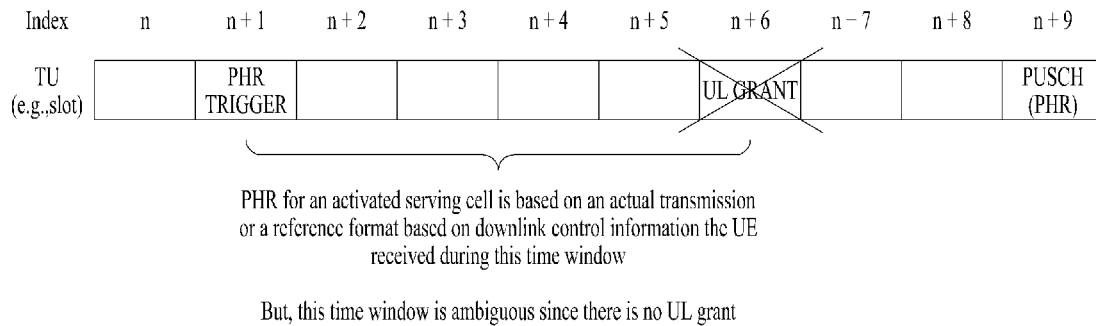 Index n n + 1 n + 2 n + 3 n + 4 n + 5 n + 6 n − 7 n + 8 n + 9
TU
(e.g.,slot)
PHR
TRIGGER
UL GRANT
PUSCH
(PHR)
PHR for an activated serving cell is based on an actual transmission
or a reference format based on downlink control information the UE
received during this time window
But, this time window is ambiguous since there is no UL grant